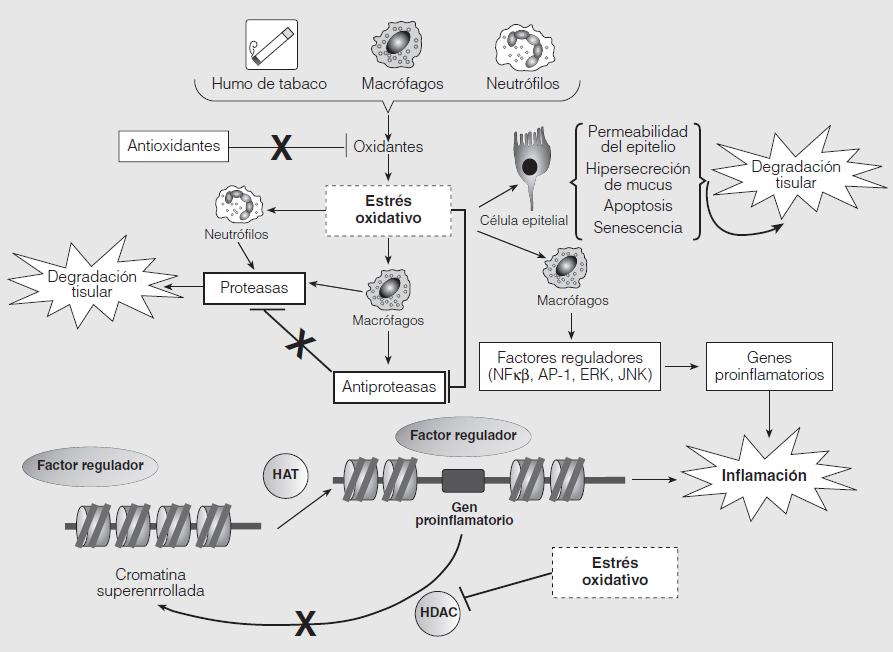 Humo de tabaco
Macrófagos
Neutrófilos
Antioxidantes
X
Oxidantes
Estrés
oxidativo
Neutrófilos
Degradación
tisular
Proteasas
Macrófagos
X
Antiproteasas
Célula epitelial
Permeabilidad
del epitelio
Hipersecreción
de mucus
Apoptosis
Senescencia
Degradación
tisular
Macrófagos
Factores reguladores
(NFκβ, AP-1, ERK, JNK)
Genes
proinflamatorios
Inflamación
Factor regulador
HAT
Factor regulador
Gen
proinflamatorio
Cromatina
superenrrollada
X
HDAC
Estrés
oxidativo